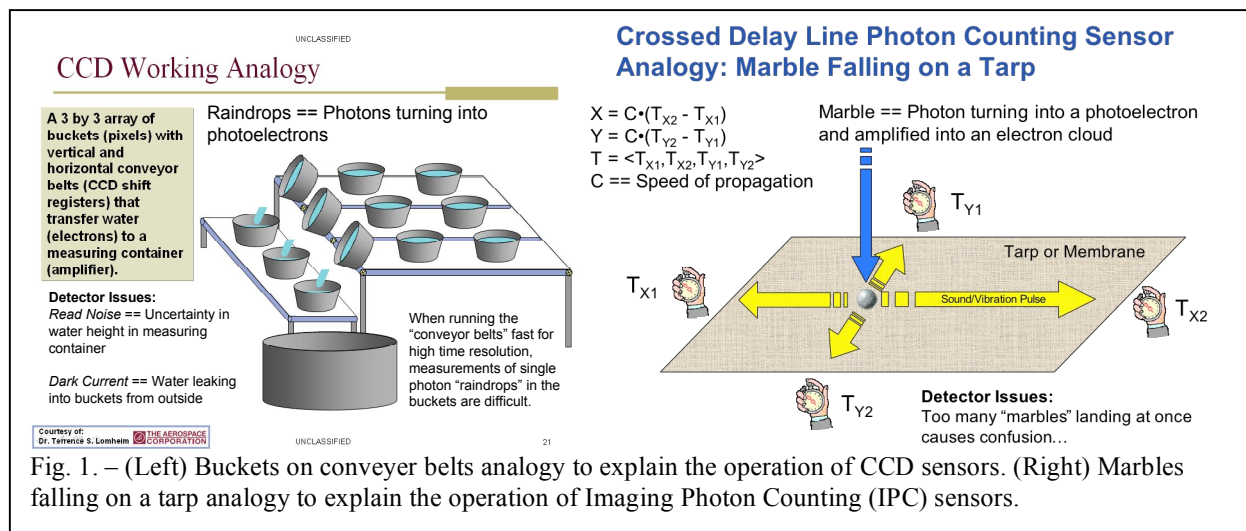 UNCLASSIFIED
CCD Working Analogy
A 3 by 3 array of
buckets (pixels) with
vertical and
horizontal conveyor
belts (CCD shift
registers) that
transfer water
(electrons) to a
measuring container
(amplifier).
Raindrops == Photons turning into
photoelectrons
Detector Issues:
Read Noise == Uncertainty in
water height in measuring
container
Dark Current == Water leaking
into buckets from outside
When running the
“conveyor belts” fast for
high time resolution,
measurements of single
photon “raindrops” in the
buckets are difficult.
Courtesy of:
Dr. Terrence S. Lomheim
THE AEROSPACE
CORPORATION
UNCLASSIFIED
21
Crossed Delay Line Photon Counting Sensor
Analogy: Marble Falling on a Tarp
X = C•(TX2 - TX1)
Y = C•(TY2 - TY1)
T = <TX1,TX2,TY1,TY2>
C == Speed of propagation
Marble == Photon turning into a photoelectron
and amplified into an electron cloud
TY1
Tarp or Membrane
TX1
Sound/Vibration Pulse
TX2
TY2
Detector Issues:
Too many “marbles” landing at once
causes confusion…
Fig. 1. – (Left) Buckets on conveyer belts analogy to explain the operation of CCD sensors. (Right) Marbles
falling on a tarp analogy to explain the operation of Imaging Photon Counting (IPC) sensors.